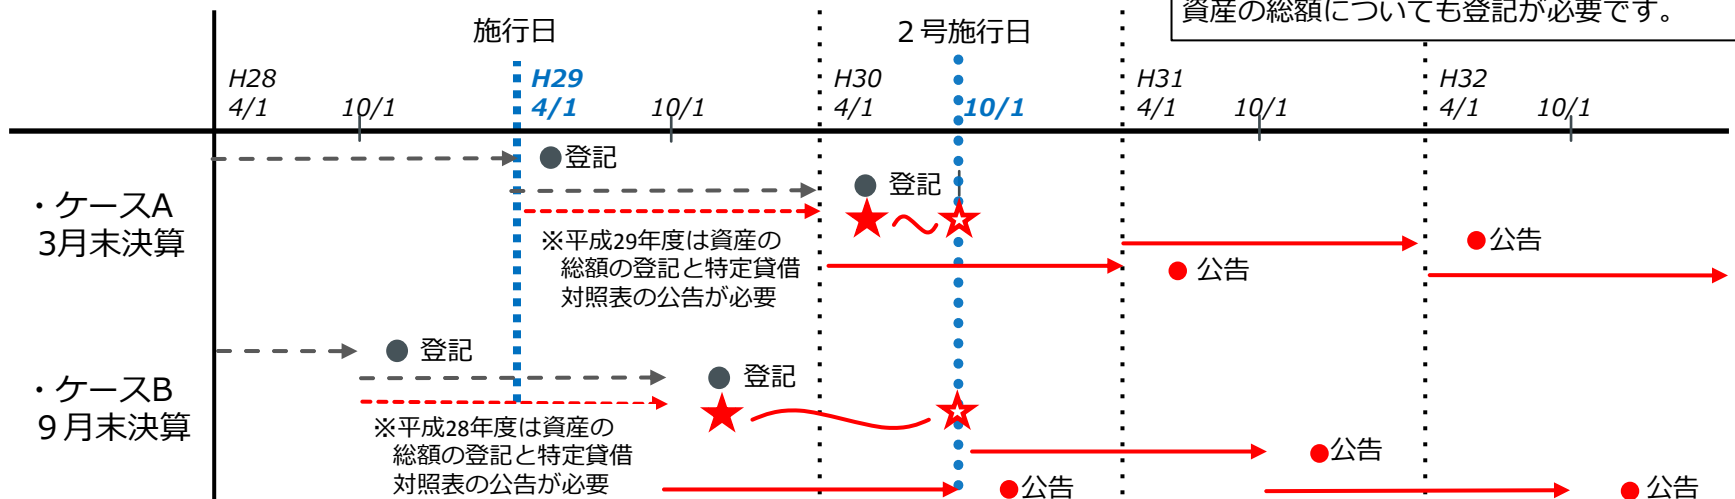 資産の総額についても登記が必要です。
施行日
２号施行日
H28
4/1
10/1
H29
4/1
10/1
H30
4/1
10/1
H31
4/1
10/1
H32
4/1
10/1
・ケースA
3月末決算
登記
登記
※平成29年度は資産の
総額の登記と特定貸借
対照表の公告が必要
公告
公告
・ケースB
９月末決算
登記
登記
※平成28年度は資産の
総額の登記と特定貸借
対照表の公告が必要
公告
公告
公告